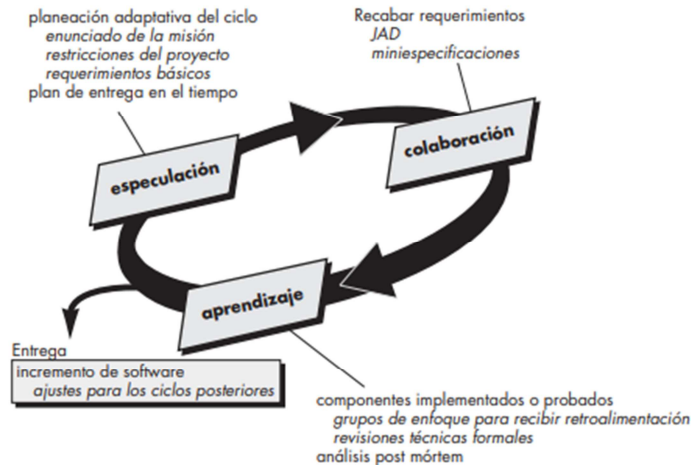 planeación adaptativa del ciclo
enunciado de la misión
restricciones del proyecto
requerimientos básicos
plan de entrega en el tiempo
Recabar requerimientos
JAD
miniespecificaciones
especulación
colaboración
aprendizaje
Entrega
incremento de software
ajustes para los ciclos posteriores
componentes implementados o probados
grupos de enfoque para recibir retroalimentación
revisiones técnicas formales
análisis post mórtem